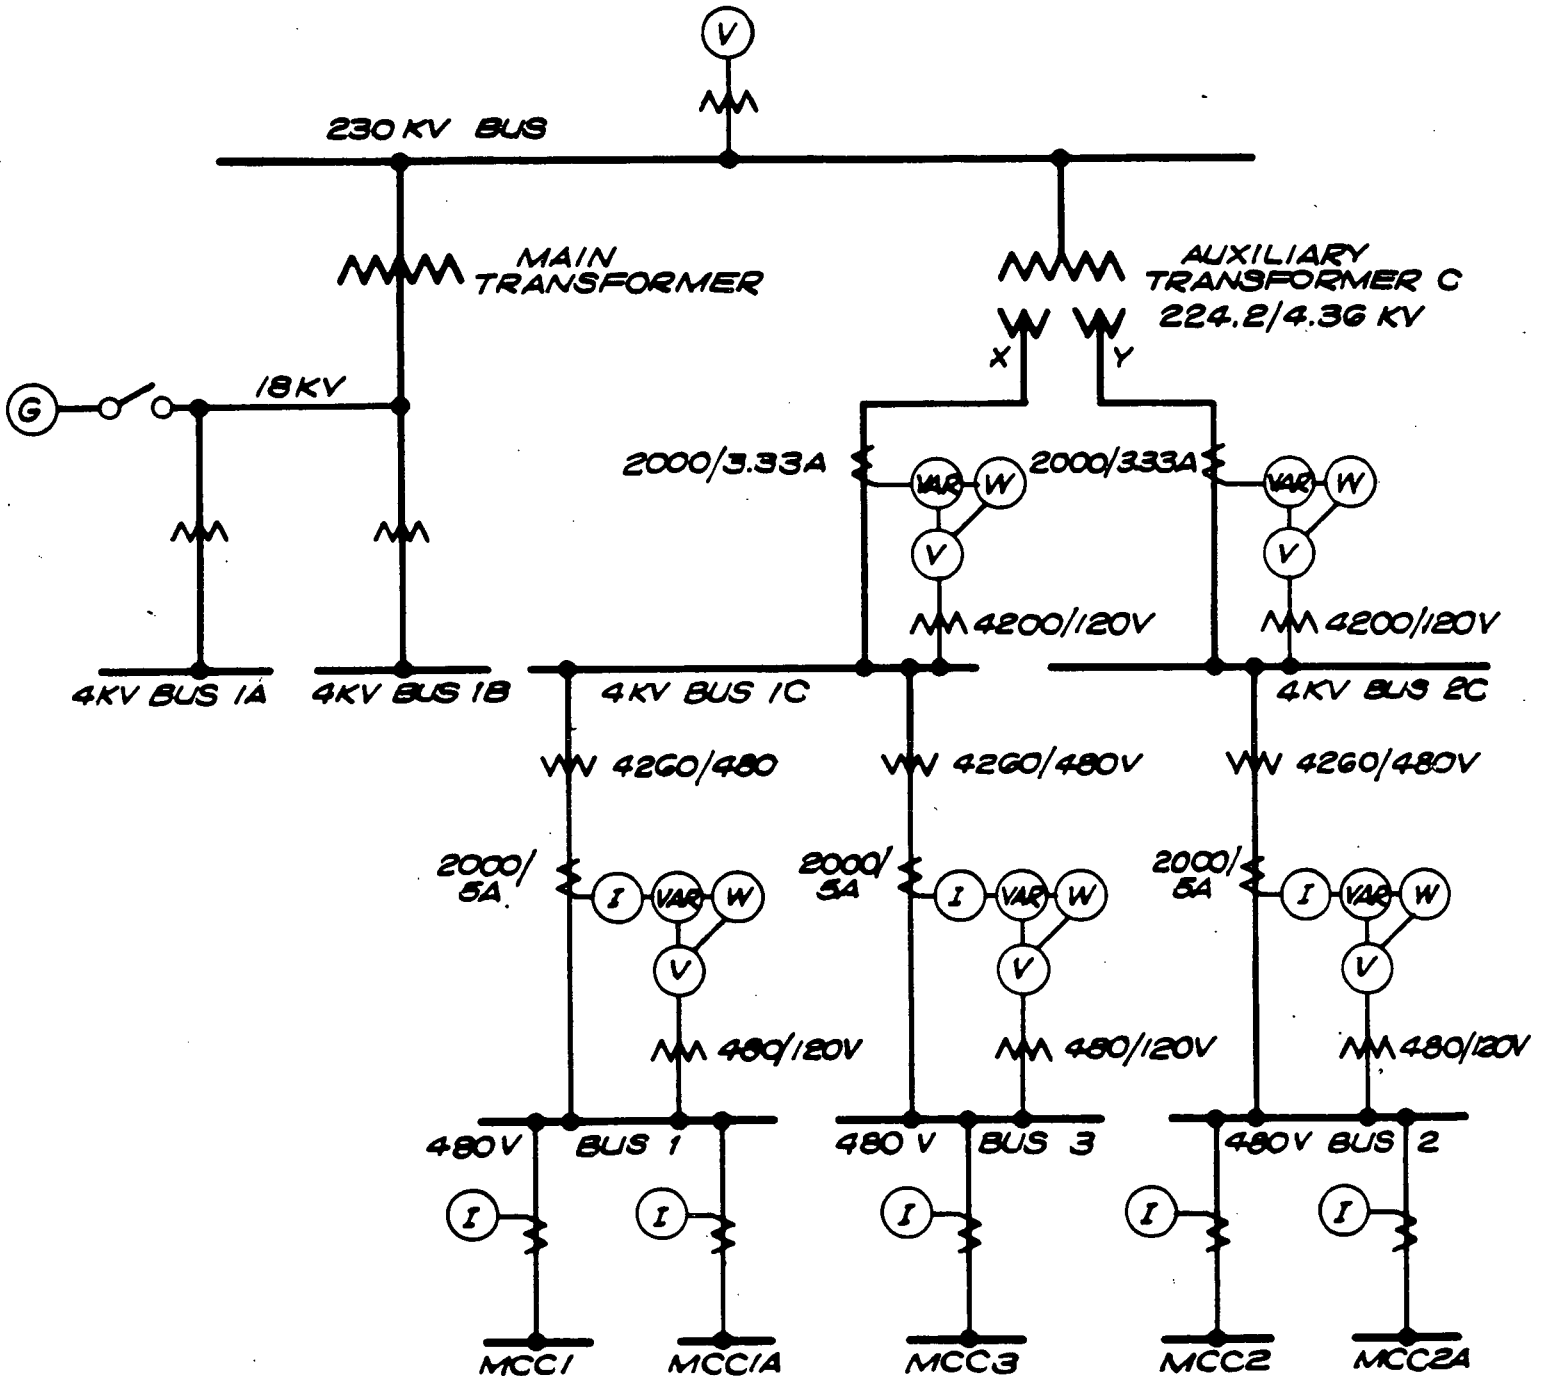 V
230 KV BUS
MAIN
TRANSFORMER
AUXILIARY
TRANSFORMER C
224.2/4.36 KV
X
Y
G
18KV
2000/3.33A
VAR
W
2000/3.33A
VAR
W
V
V
4200/120V
4200/120V
4KV BUS 1A
4KV BUS 1B
4KV BUS 1C
4KV BUS 2C
4260/480
4260/480V
4260/480V
2000/
5A
I
VAR
W
2000/
5A
I
VAR
W
2000/
5A
I
VAR
W
V
V
V
480/120V
480/120V
480/120V
480V BUS 1
480 V BUS 3
480V BUS 2
I
I
I
I
I
MCC1
MCC1A
MCC3
MCC2
MCC2A